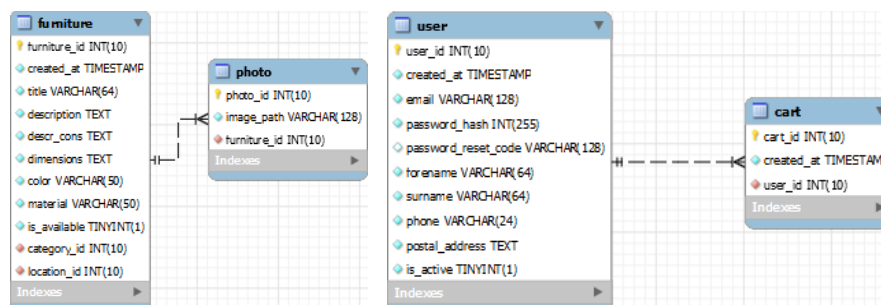 furniture
furniture_id INT(10)
created_at TIMESTAMP
title VARCHAR(64)
description TEXT
descr_cons TEXT
dimensions TEXT
color VARCHAR(50)
material VARCHAR(50)
is_available TINYINT(1)
category_id INT(10)
location_id INT(10)
Indexes
photo
photo_id INT(10)
image_path VARCHAR(128)
furniture_id INT(10)
Indexes
user
user_id INT(10)
created_at TIMESTAMP
email VARCHAR(128)
password_hash INT(255)
password_reset_code VARCHAR(128)
forename VARCHAR(64)
surname VARCHAR(64)
phone VARCHAR(24)
postal_address TEXT
is_active TINYINT(1)
Indexes
cart
cart_id INT(10)
created_at TIMESTAM
user_id INT(10)
Indexes